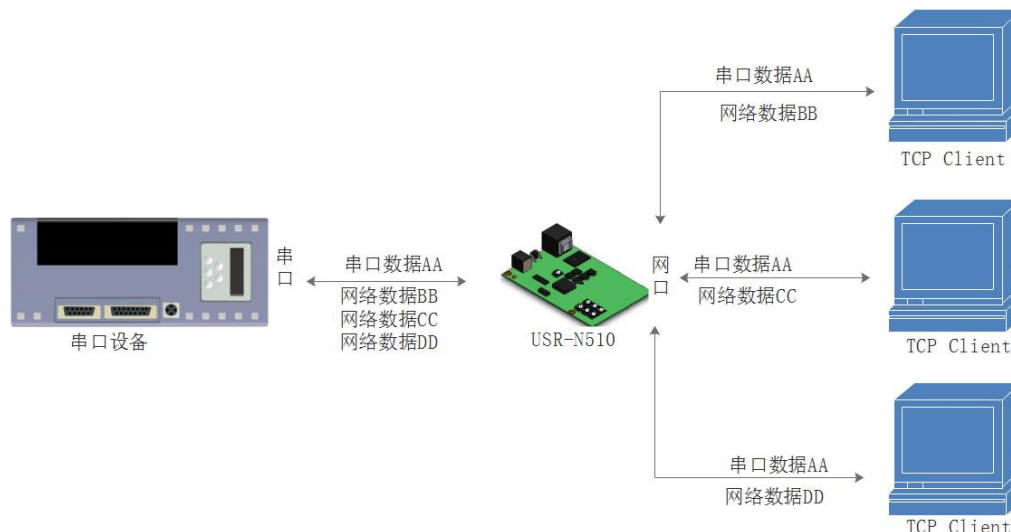 串口数据AA
网络数据BB
TCP Client
串口
串口数据AA
网络数据BB
网络数据CC
网络数据DD
串口设备
USR-N510
网口
串口数据AA
网络数据CC
TCP Client
串口数据AA
网络数据DD
TCP Client